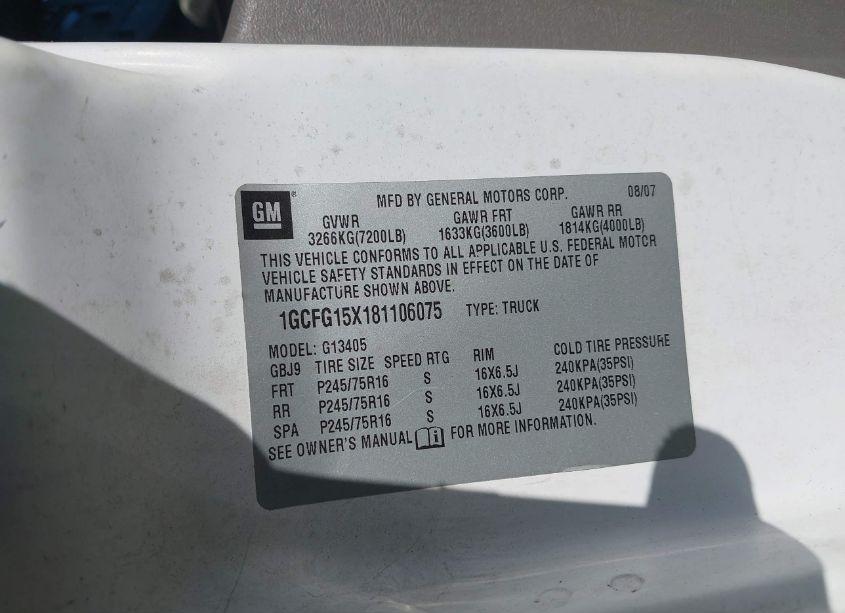 GM
®
MFD BY GENERAL MOTORS CORP. 08/07
GVWR GAWR FRT GAWR RR
3266KG(7200LB) 1633KG(3600LB) 1814KG(4000LB)
THIS VEHICLE CONFORMS TO ALL APPLICABLE U.S. FEDERAL MOTOR
VEHICLE SAFETY STANDARDS IN EFFECT ON THE DATE OF
MANUFACTURE SHOWN ABOVE.
1GCFG15X181106075 TYPE: TRUCK
MODEL: G13405
GBJ9 TIRE SIZE SPEED RTG RIM COLD TIRE PRESSURE
FRT P245/75R16 S 16X6.5J 240KPA(35PSI)
RR P245/75R16 S 16X6.5J 240KPA(35PSI)
SPA P245/75R16 S 16X6.5J 240KPA(35PSI)
SEE OWNER'S MANUAL FOR MORE INFORMATION.